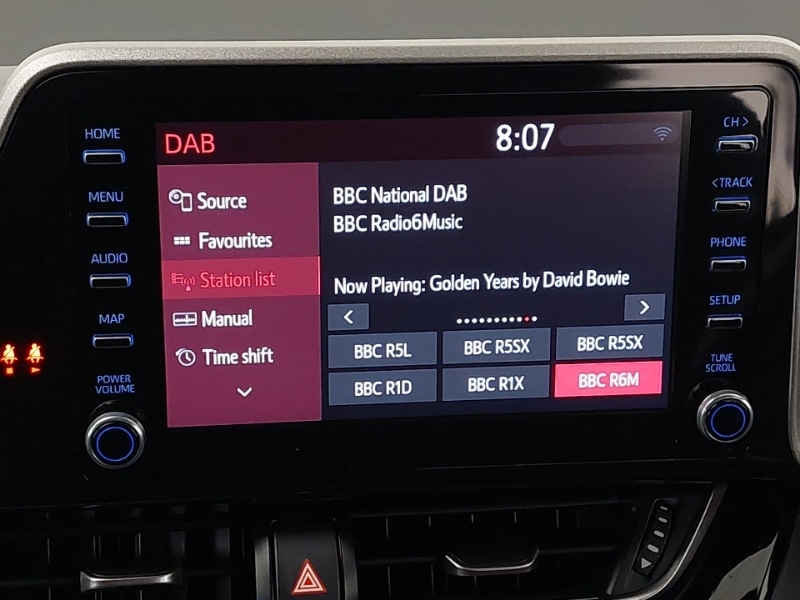 HOME
MENU
AUDIO
MAP
POWER
VOLUME
DAB
8:07
Source
Favourites
Station list
Manual
Time shift
BBC National DAB
BBC Radio6Music
Now Playing: Golden Years by David Bowie
BBC R5L
BBC R5SX
BBC R5SX
BBC R1D
BBC R1X
BBC R6M
CH >
< TRACK
PHONE
SETUP
TUNE
SCROLL